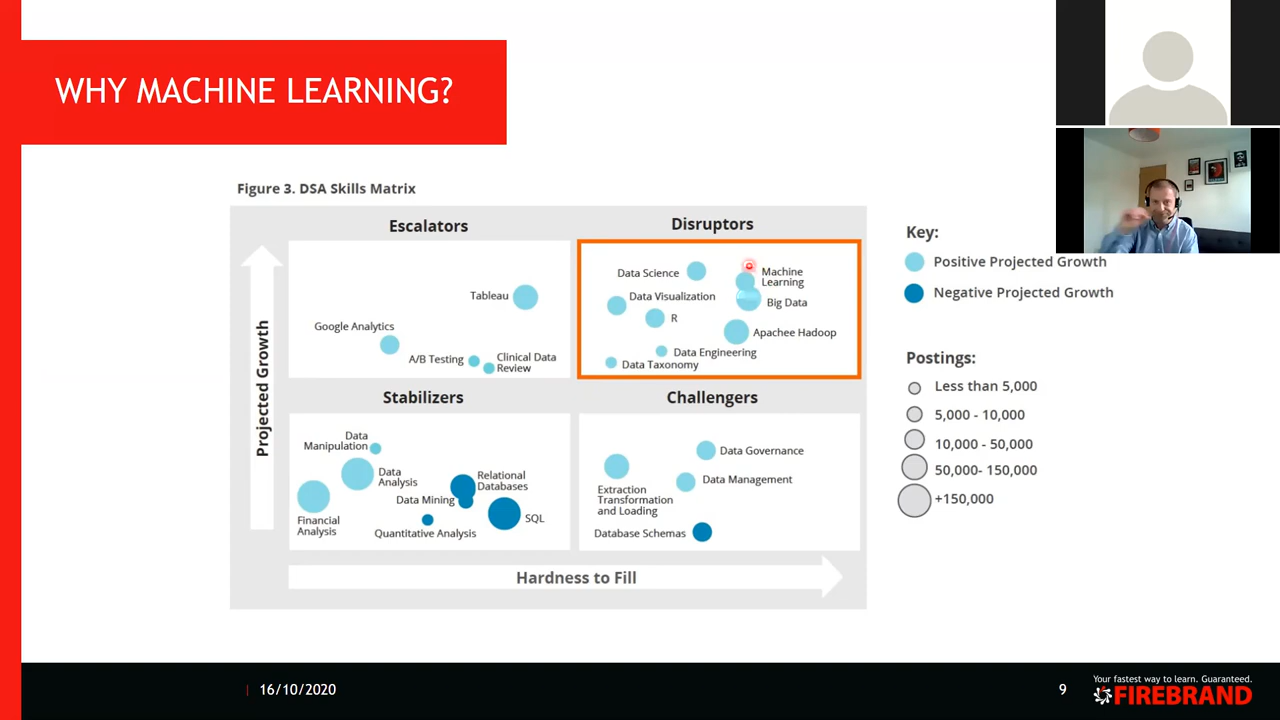 WHY MACHINE LEARNING?
Figure 3. DSA Skills Matrix
Escalators
Disruptors
Tableau
Google Analytics
A/B Testing
Clinical Data
Review
Data Science
Machine
Learning
Data Visualization
Big Data
R
Apachee Hadoop
Data Engineering
Data Taxonomy
Projected Growth
Stabilizers
Challengers
Data
Manipulation
Data
Analysis
Relational
Databases
Data Mining
Financial
Analysis
SQL
Quantitative Analysis
Data Governance
Data Management
Extraction
Transformation
and Loading
Database Schemas
Hardness to Fill
Key:
Positive Projected Growth
Negative Projected Growth
Postings:
Less than 5,000
5,000 - 10,000
10,000 - 50,000
50,000- 150,000
+150,000
16/10/2020
9
Your fastest way to learn. Guaranteed.
FIREBRAND